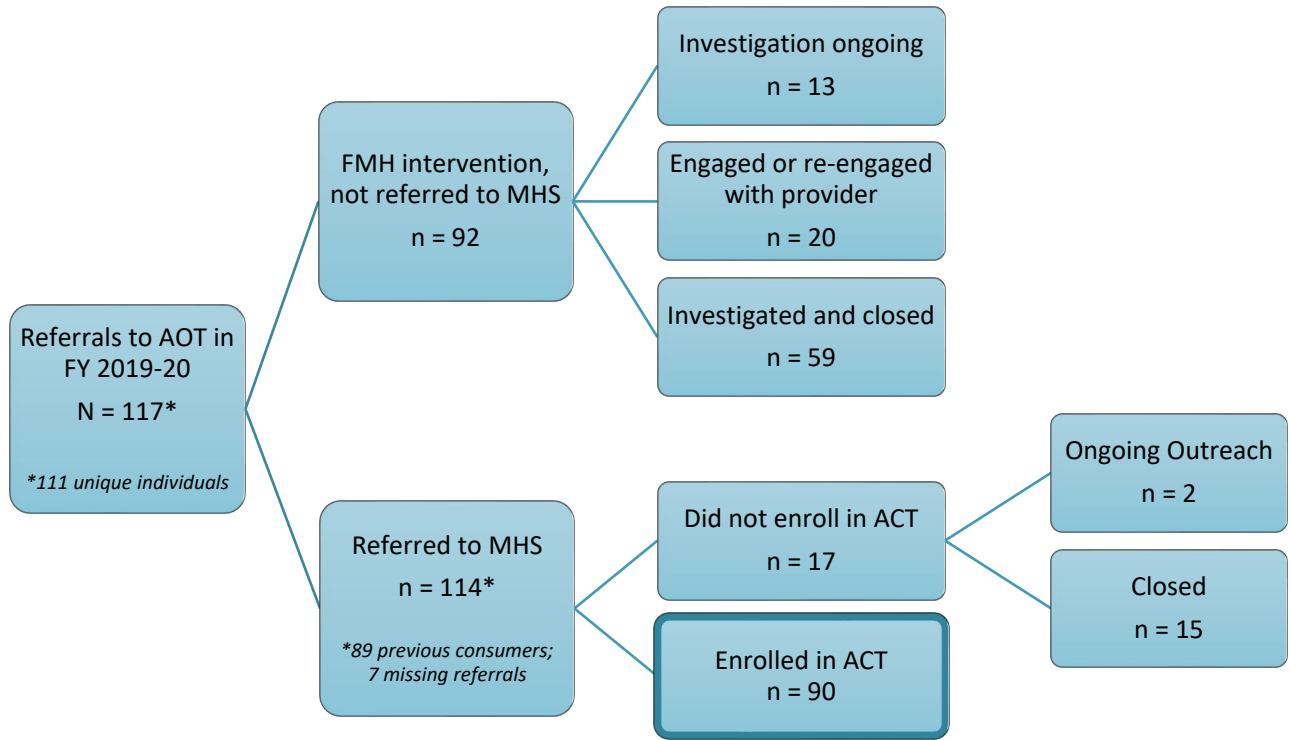 Referrals to AOT in
FY 2019-20
N = 117*
*111 unique individuals
FMH intervention,
not referred to MHS
n = 92
Investigation ongoing
n = 13
Engaged or re-engaged
with provider
n = 20
Investigated and closed
n = 59
Referred to MHS
n = 114*
*89 previous consumers;
7 missing referrals
Did not enroll in ACT
n = 17
Enrolled in ACT
n = 90
Ongoing Outreach
n = 2
Closed
n = 15